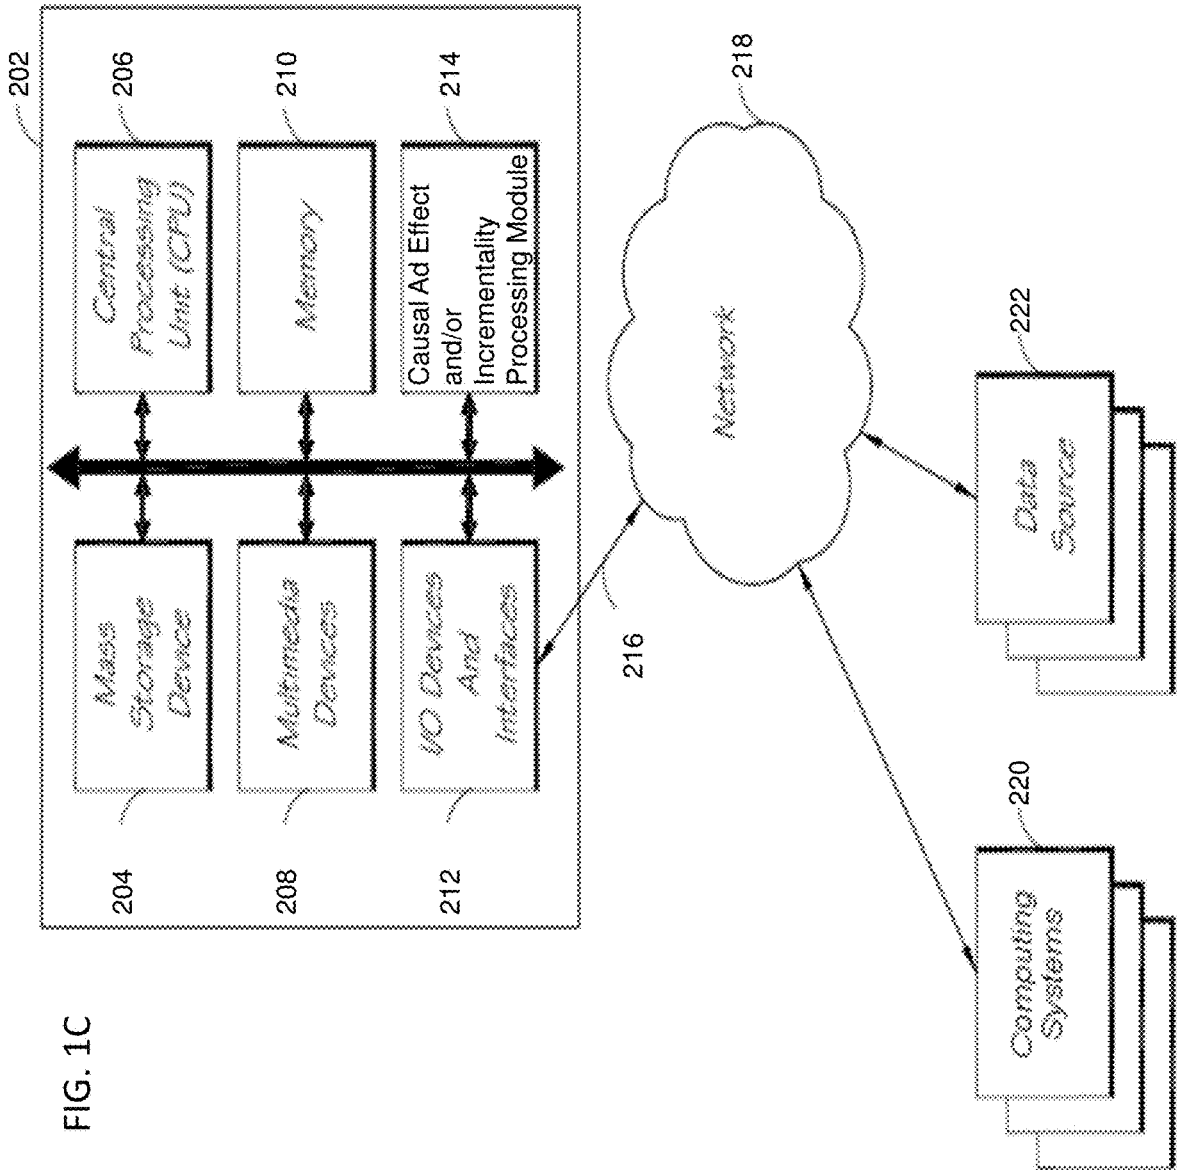 FIG. 1C
202
204
Mass
Storage
Device
206
Central
Processing
Unit (CPU)
208
Multimedia
Devices
210
Memory
212
I/O Devices
And
Interfaces
214
Causal Ad Effect
and/or
Incrementality
Processing Module
216
218
Network
220
Computing
Systems
222
Data
Source